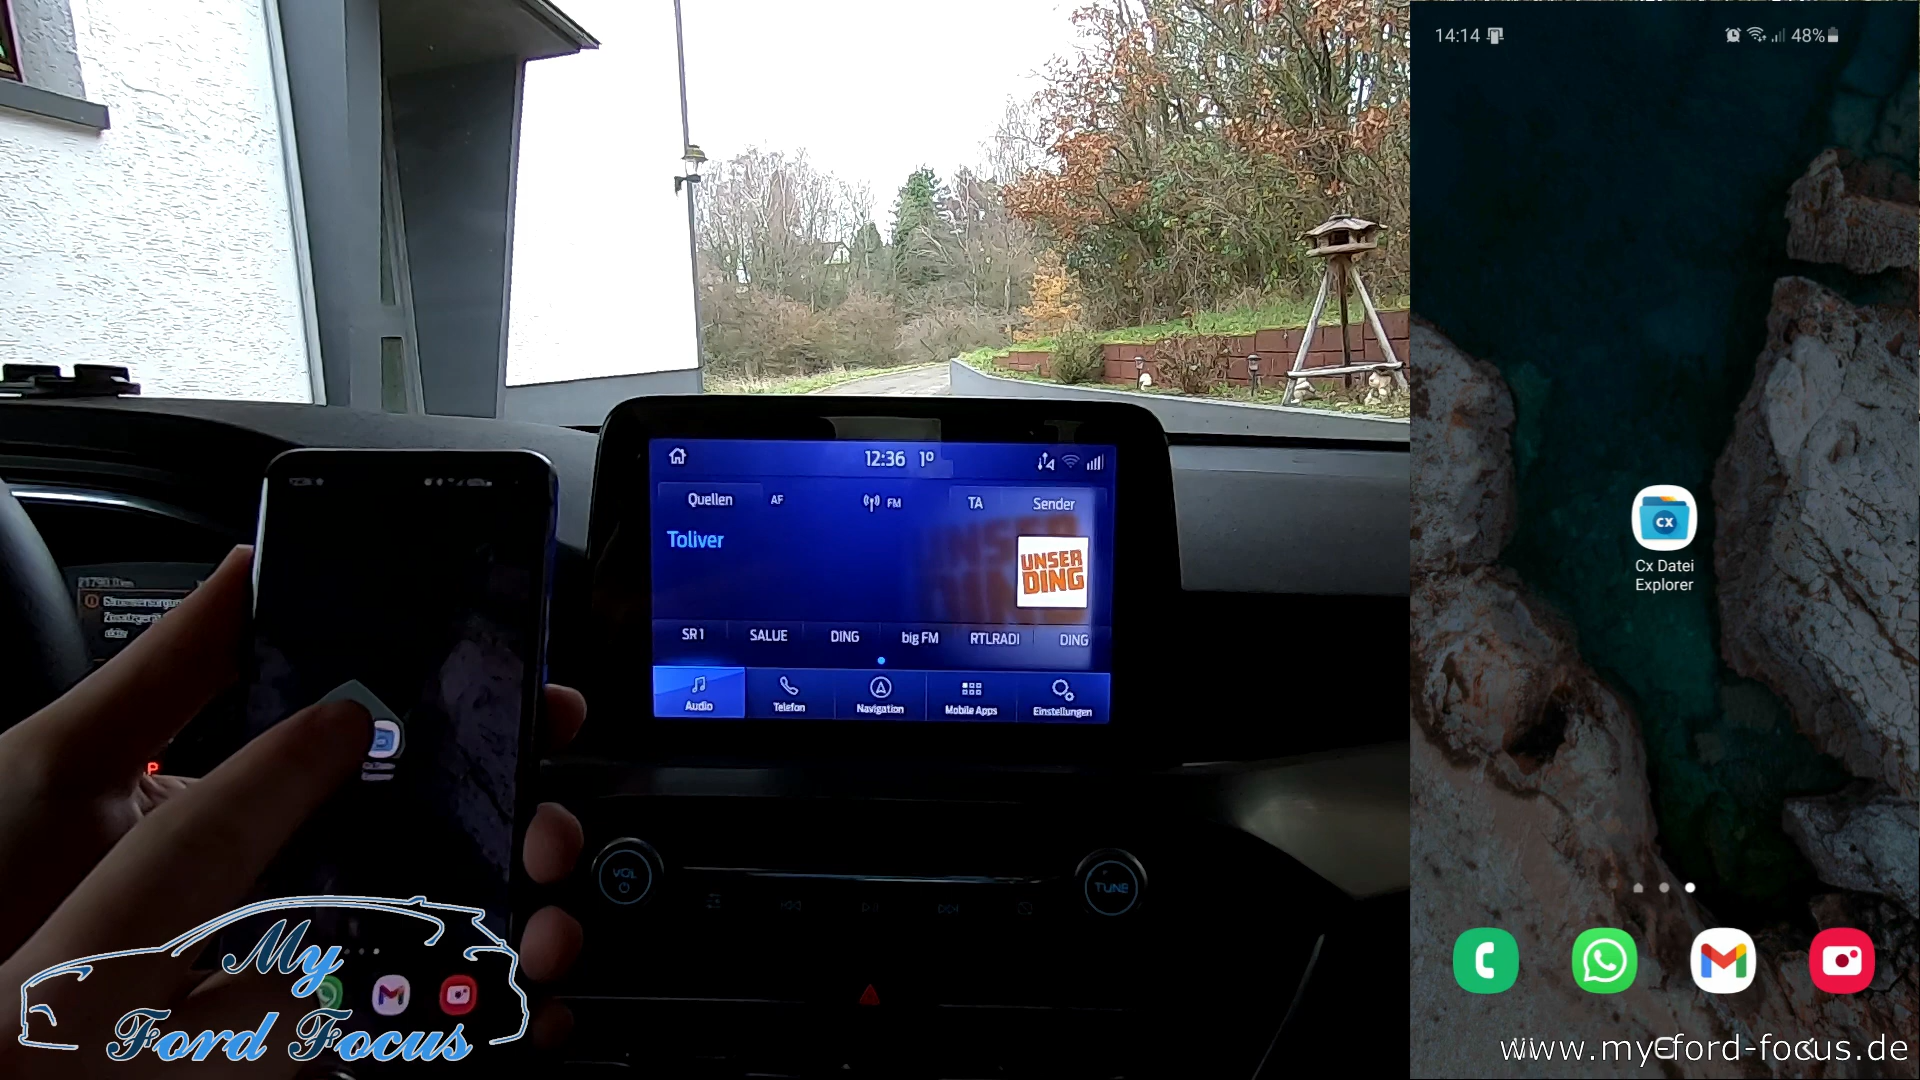 14:14
48%
12:36 1°
Quellen AF FM TA Sender
Toliver
UNSER
DING
SR1 SALUE DING big FM RTLRADI DING
Audio Telefon Navigation Mobile Apps Einstellungen
CX
Cx Datei
Explorer
P
VOL
TUNE
My
Ford Focus
www.my-ford-focus.de